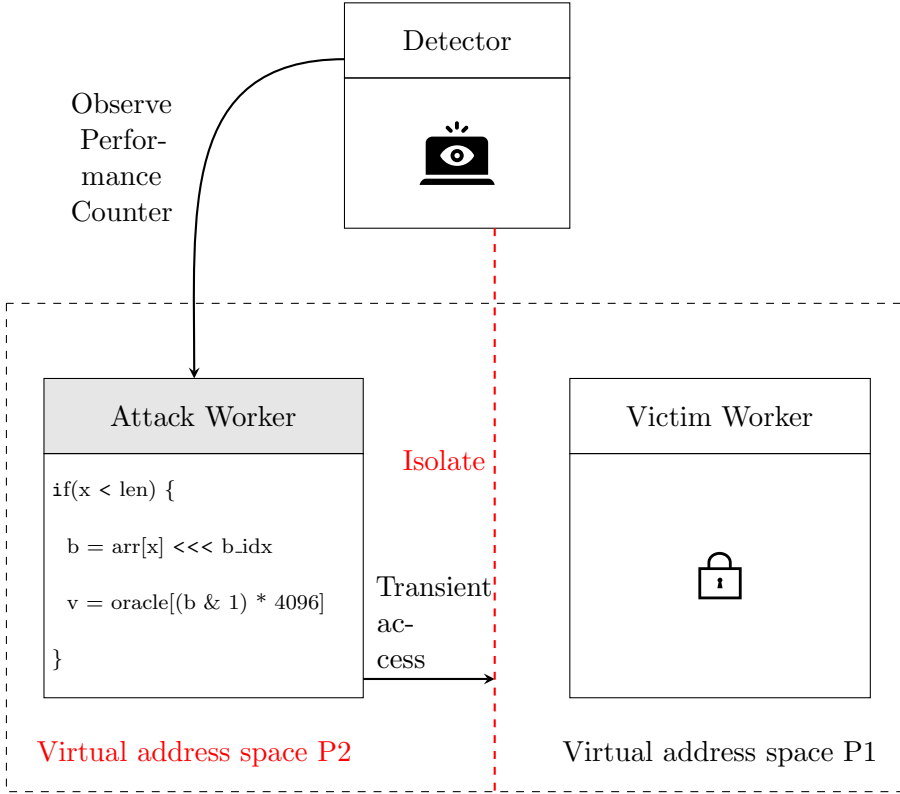 Detector
Observe
Perfor-
mance
Counter
Attack Worker
if(x < len) {
b = arr[x] <<< b_idx
v = oracle[(b & 1) * 4096]
}
Isolate
Transient
ac-
cess
Victim Worker
Virtual address space P2
Virtual address space P1